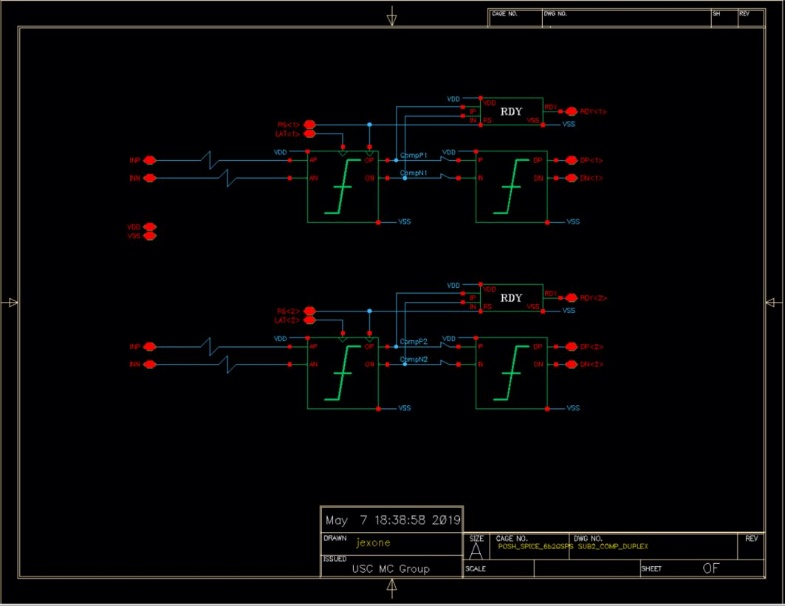 CAGE NO. DWG NO. SH REV
VDD
RDY
VDD
IP
IN RS VSS
RDY RDY<1>
VSS
RS<1>
LAT<1>
VDD
INP AP OP CompP1 VDD IP OP OP<1>
INN AN ON CompN1 IN ON ON<1>
VSS VSS
VDD
VSS
VDD
RDY
VDD
IP
IN RS VSS
RDY RDY<2>
VSS
RS<2>
LAT<2>
VDD
INP AP OP CompP2 VDD IP OP OP<2>
INN AN ON CompN2 IN ON ON<2>
VSS VSS
May 7 18:38:58 2019
DRAWN jexone
ISSUED USC MC Group
SIZE A
CAGE NO. DWG NO. REV
POSH_SPICE_6b20SPS SUB2_COMP_DUPLEX
SCALE SHEET OF